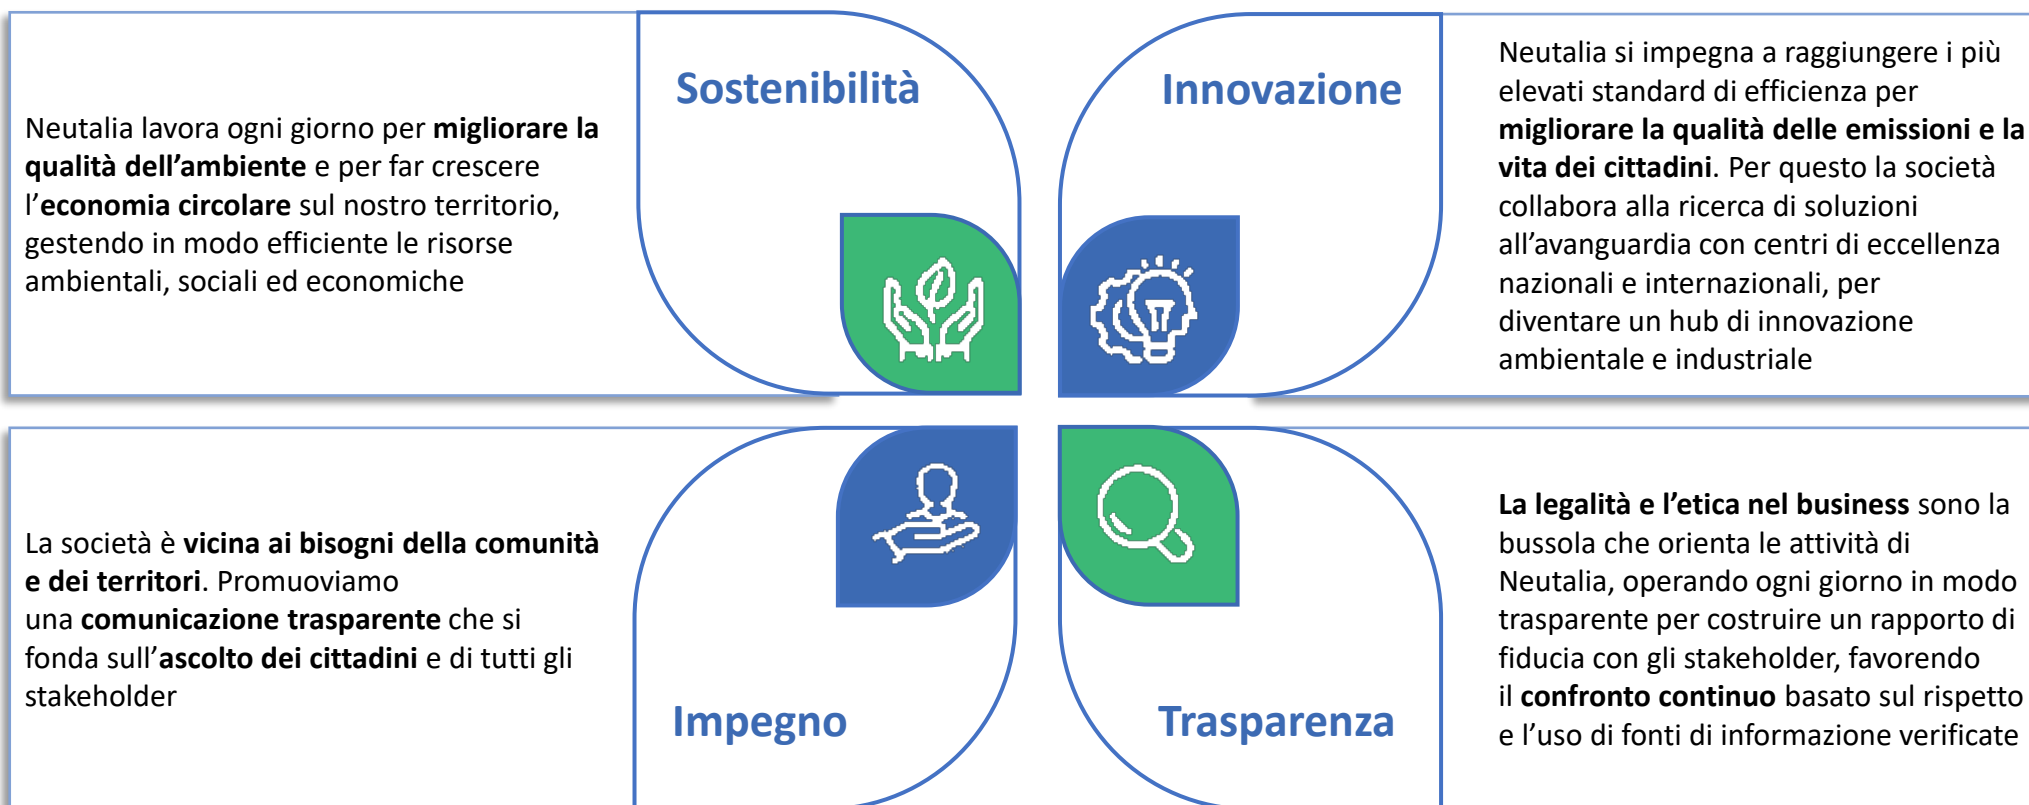 Sostenibilità
Neutalia lavora ogni giorno per migliorare la
qualità dell’ambiente e per far crescere
l’economia circolare sul nostro territorio,
gestendo in modo efficiente le risorse
ambientali, sociali ed economiche
Innovazione
Neutalia si impegna a raggiungere i più
elevati standard di efficienza per
migliorare la qualità delle emissioni e la
vita dei cittadini. Per questo la società
collabora alla ricerca di soluzioni
all’avanguardia con centri di eccellenza
nazionali e internazionali, per
diventare un hub di innovazione
ambientale e industriale
La società è vicina ai bisogni della comunità
e dei territori. Promuoviamo
una comunicazione trasparente che si
fonda sull’ascolto dei cittadini e di tutti gli
stakeholder
Impegno
La legalità e l’etica nel business sono la
bussola che orienta le attività di
Neutalia, operando ogni giorno in modo
trasparente per costruire un rapporto di
fiducia con gli stakeholder, favorendo
il confronto continuo basato sul rispetto
e l’uso di fonti di informazione verificate
Trasparenza